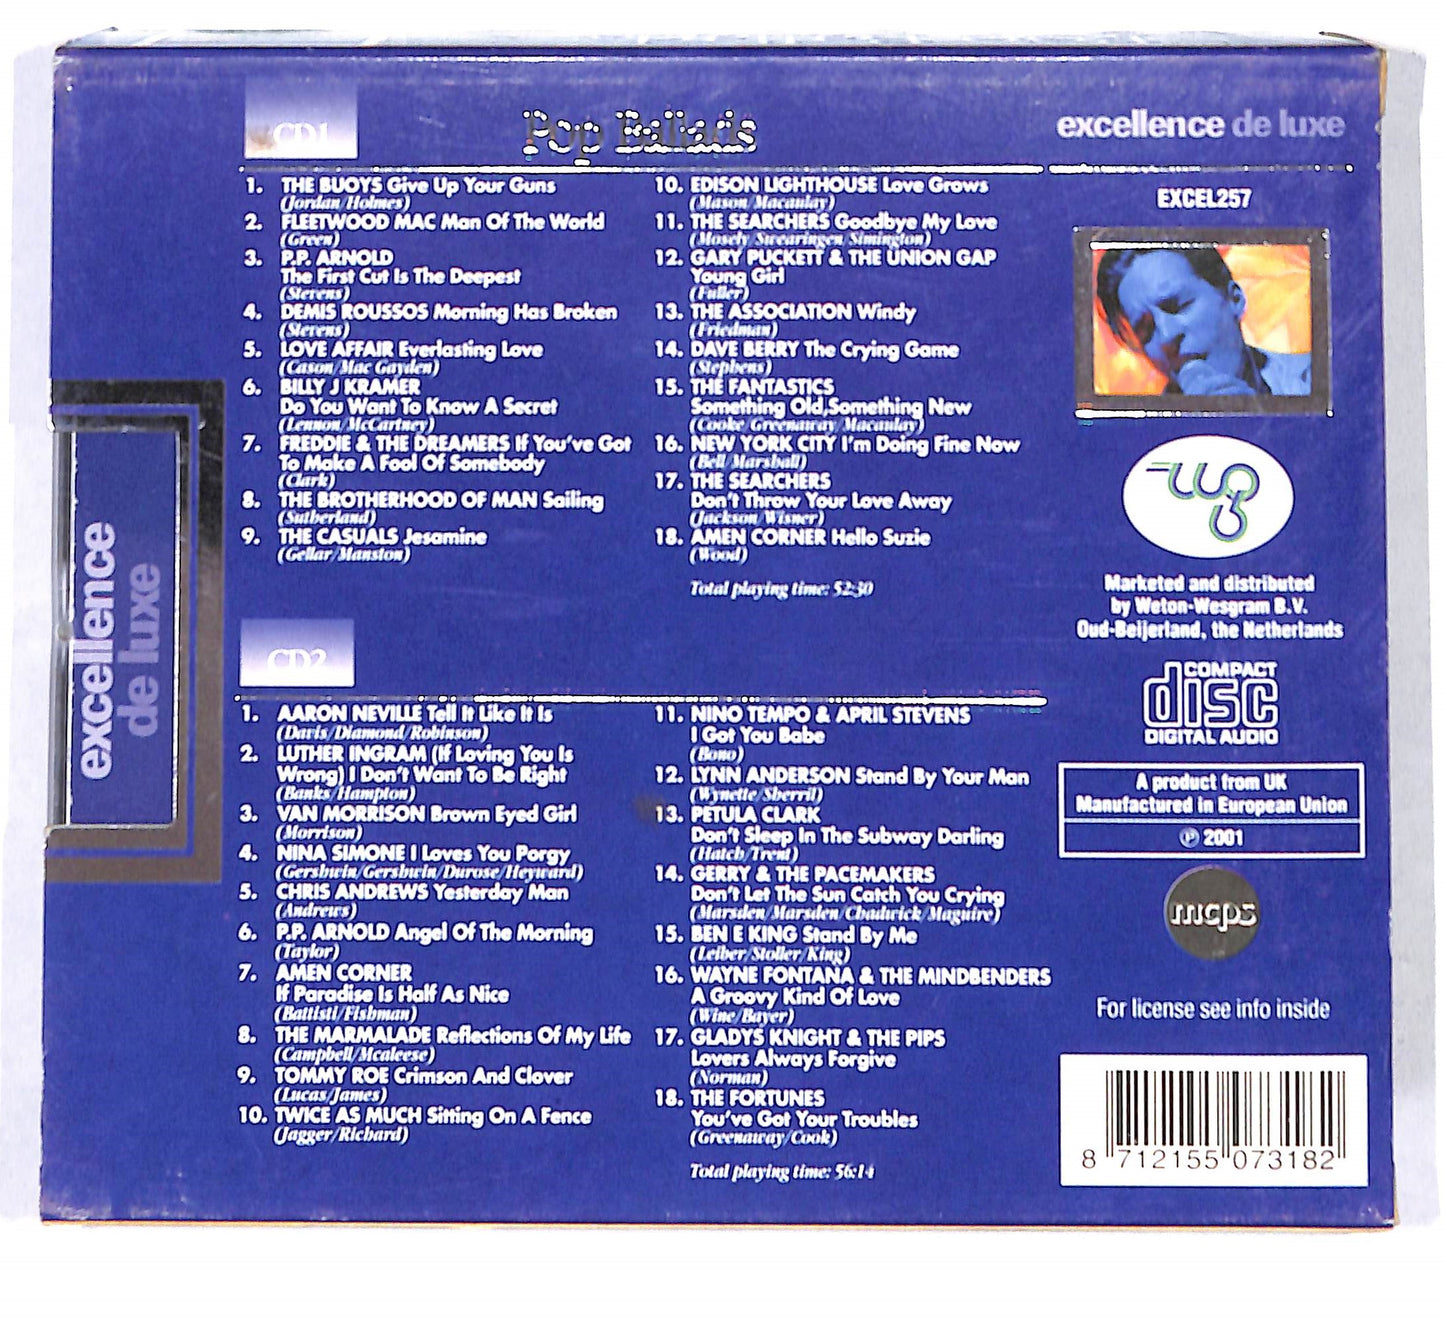 CD1
Pop Ballads
1. THE BUOYS Give Up Your Guns
(Jordan/Holmes)
2. FLEETWOOD MAC Man Of The World
(Green)
3. P.P. ARNOLD
The First Cut Is The Deepest
(Stevens)
4. DEMIS ROUSSOS Morning Has Broken
(Stevens)
5. LOVE AFFAIR Everlasting Love
(Cason/Mac Gayden)
6. BILLY J KRAMER
Do You Want To Know A Secret
(Lennon/McCartney)
7. FREDDIE & THE DREAMERS If You've Got
To Make A Fool Of Somebody
(Clark)
8. THE BROTHERHOOD OF MAN Sailing
(Sutherland)
9. THE CASUALS Jesamine
(Gellar/Manston)
10. EDISON LIGHTHOUSE Love Grows
(Mason/Macaulay)
11. THE SEARCHERS Goodbye My Love
(Mosely/Swearingen/Simington)
12. GARY PUCKETT & THE UNION GAP
Young Girl
(Fuller)
13. THE ASSOCIATION Windy
(Friedman)
14. DAVE BERRY The Crying Game
(Stephens)
15. THE FANTASTICS
Something Old,Something New
(Cooke/Greenaway/Macaulay)
16. NEW YORK CITY I'm Doing Fine Now
(Bell/Marshall)
17. THE SEARCHERS
Don't Throw Your Love Away
(Jackson/Wisner)
18. AMEN CORNER Hello Suzie
(Wood)
Total playing time: 52:30
CD2
1. AARON NEVILLE Tell It Like It Is
(Davis/Diamond/Robinson)
2. LUTHER INGRAM (If Loving You Is
Wrong) I Don't Want To Be Right
(Banks/Hampton)
3. VAN MORRISON Brown Eyed Girl
(Morrison)
4. NINA SIMONE I Loves You Porgy
(Gershwin/Gershwin/Durose/Heyward)
5. CHRIS ANDREWS Yesterday Man
(Andrews)
6. P.P. ARNOLD Angel Of The Morning
(Taylor)
7. AMEN CORNER
If Paradise Is Half As Nice
(Battisti/Fishman)
8. THE MARMALADE Reflections Of My Life
(Campbell/Mcaleese)
9. TOMMY ROE Crimson And Clover
(Lucas/James)
10. TWICE AS MUCH Sitting On A Fence
(Jagger/Richard)
11. NINO TEMPO & APRIL STEVENS
I Got You Babe
(Bono)
12. LYNN ANDERSON Stand By Your Man
(Wynette/Sherril)
13. PETULA CLARK
Don't Sleep In The Subway Darling
(Hatch/Trent)
14. GERRY & THE PACEMAKERS
Don't Let The Sun Catch You Crying
(Marsden/Marsden/Chadwick/Maguire)
15. BEN E KING Stand By Me
(Leiber/Stoller/King)
16. WAYNE FONTANA & THE MINDBENDERS
A Groovy Kind Of Love
(Wine/Bayer)
17. GLADYS KNIGHT & THE PIPS
Lovers Always Forgive
(Norman)
18. THE FORTUNES
You've Got Your Troubles
(Greenaway/Cook)
Total playing time: 56:14
excellence de luxe
EXCEL257
Marketed and distributed
by Weton-Wesgram B.V.
Oud-Beijerland, the Netherlands
COMPACT
disc
DIGITAL AUDIO
A product from UK
Manufactured in European Union
℗ 2001
mcps
For license see info inside
8 712155 073182
excellence
de luxe